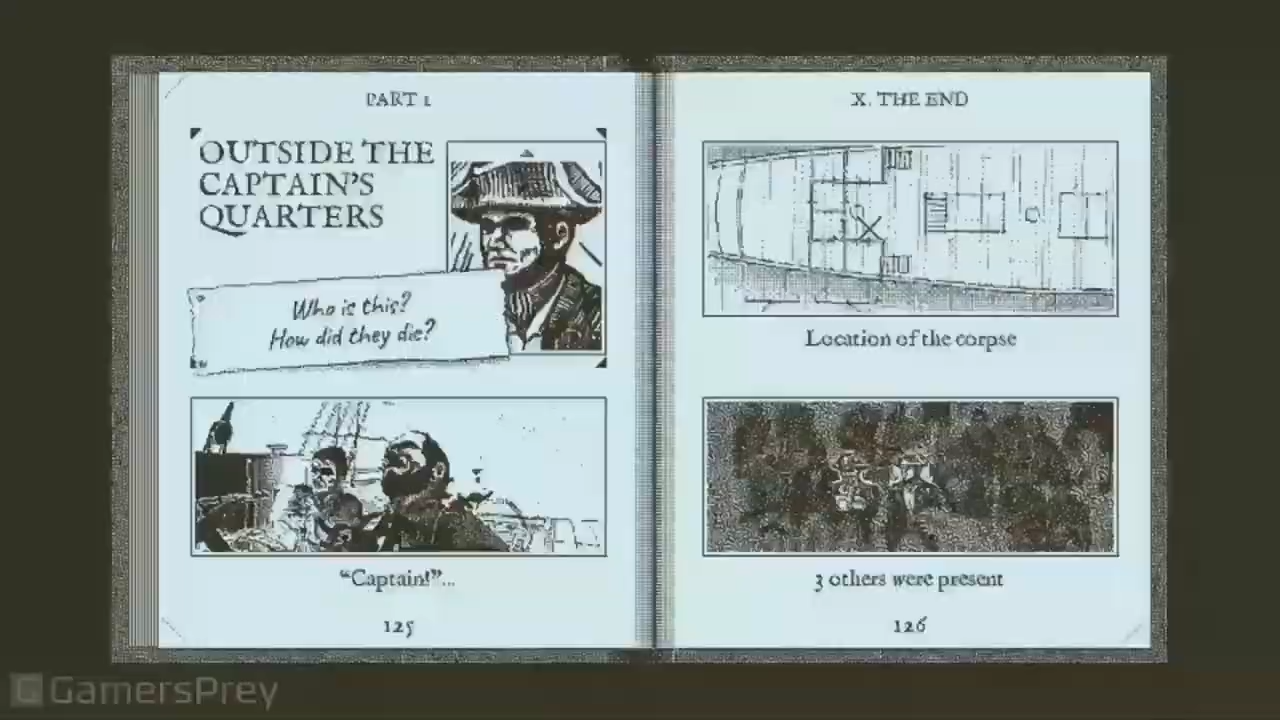 PART 1
OUTSIDE THE
CAPTAIN'S
QUARTERS
Who is this?
How did they die?
"Captain!"...
125
X. THE END
Location of the corpse
3 others were present
126
GamersPrey